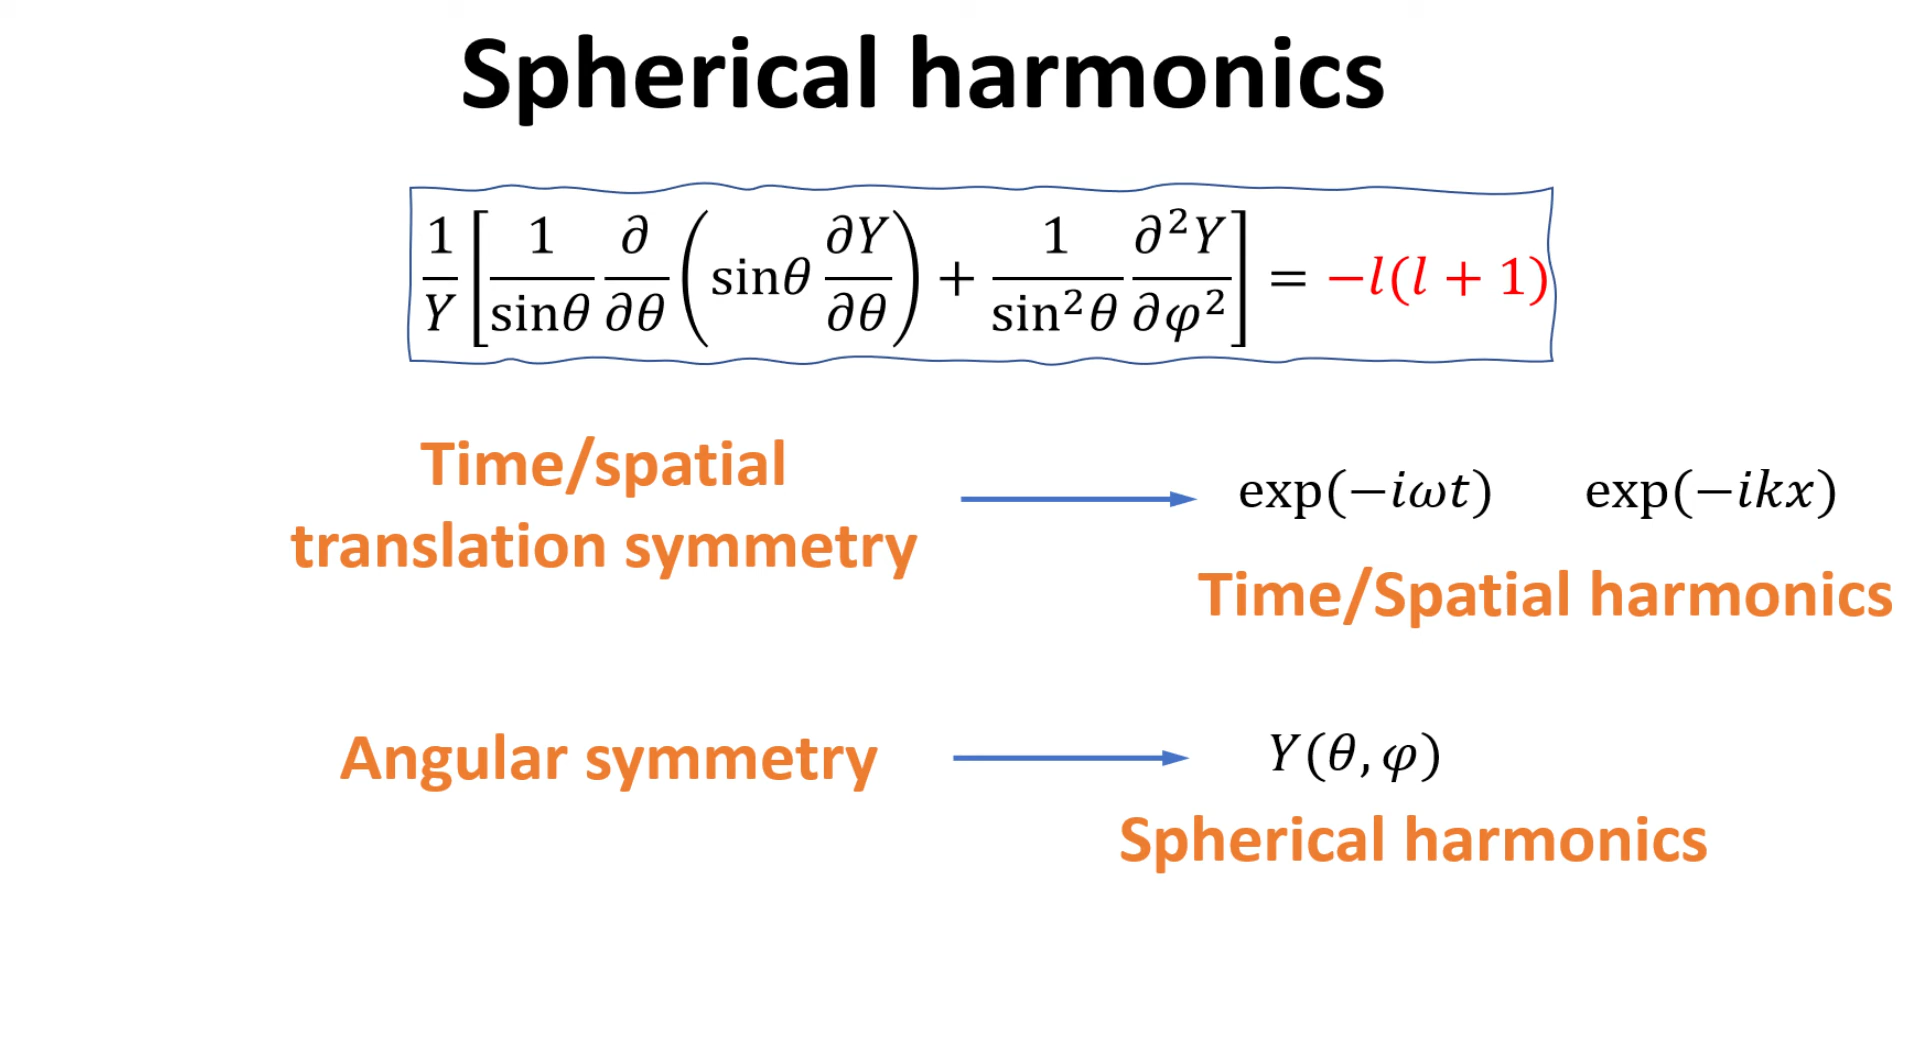 Spherical harmonics
1/Y [1/sinθ ∂/∂θ (sinθ ∂Y/∂θ) + 1/sin²θ ∂²Y/∂φ²] = −l(l + 1)
Time/spatial
translation symmetry
exp(−iωt) exp(−ikx)
Time/Spatial harmonics
Angular symmetry
Y(θ, φ)
Spherical harmonics